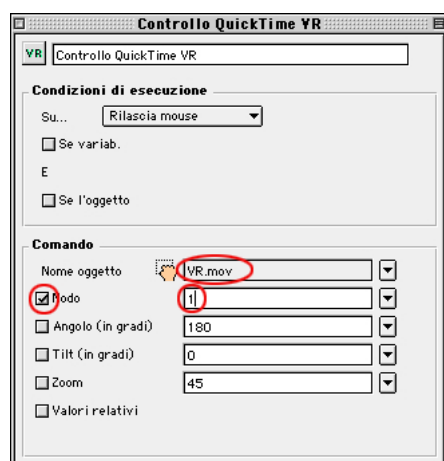 Controllo QuickTime VR
VR Controllo QuickTime VR
Condizioni di esecuzione
Su... Rilascia mouse
Se variab.
E
Se l'oggetto
Comando
Nome oggetto VR.mov
Nodo 1
Angolo (in gradi) 180
Tilt (in gradi) 0
Zoom 45
Valori relativi